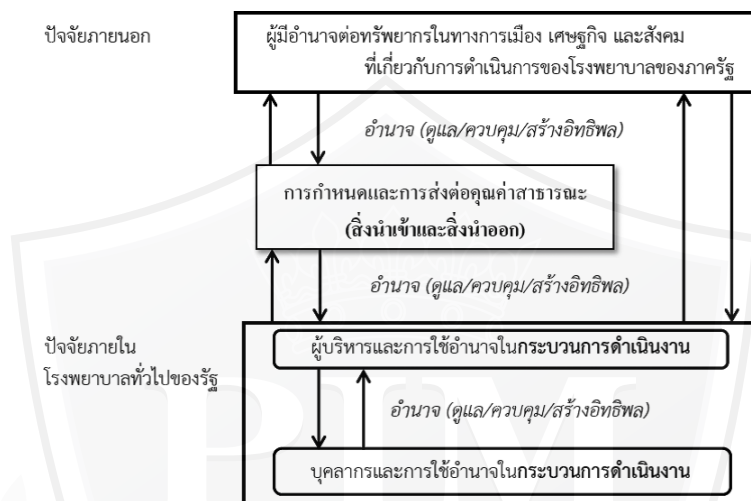 ปัจจัยภายนอก
ผู้มีอำนาจต่อทรัพยากรในทางการเมือง เศรษฐกิจ และสังคม
ที่เกี่ยวกับการดำเนินการของโรงพยาบาลของภาครัฐ
อำนาจ (ดูแล/ควบคุม/สร้างอิทธิพล)
การกำหนดและการส่งต่อคุณค่าสาธารณะ
(สิ่งนำเข้าและสิ่งนำออก)
อำนาจ (ดูแล/ควบคุม/สร้างอิทธิพล)
ปัจจัยภายใน
โรงพยาบาลทั่วไปของรัฐ
ผู้บริหารและการใช้อำนาจในกระบวนการดำเนินงาน
อำนาจ (ดูแล/ควบคุม/สร้างอิทธิพล)
บุคลากรและการใช้อำนาจในกระบวนการดำเนินงาน
PIM